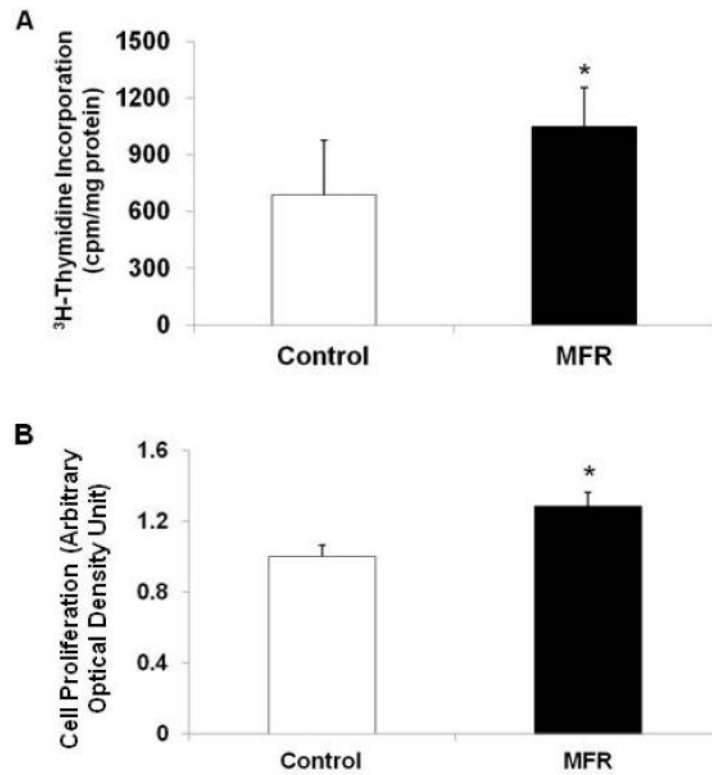 A
³H-Thymidine Incorporation
(cpm/mg protein)
1500
1200
900
600
300
0
*
Control
MFR
B
Cell Proliferation (Arbitrary
Optical Density Unit)
1.6
1.2
0.8
0.4
0
*
Control
MFR